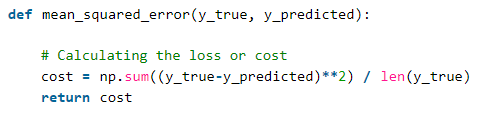 def mean_squared_error(y_true, y_predicted):
    # Calculating the loss or cost
    cost = np.sum((y_true-y_predicted)**2) / len(y_true)
    return cost